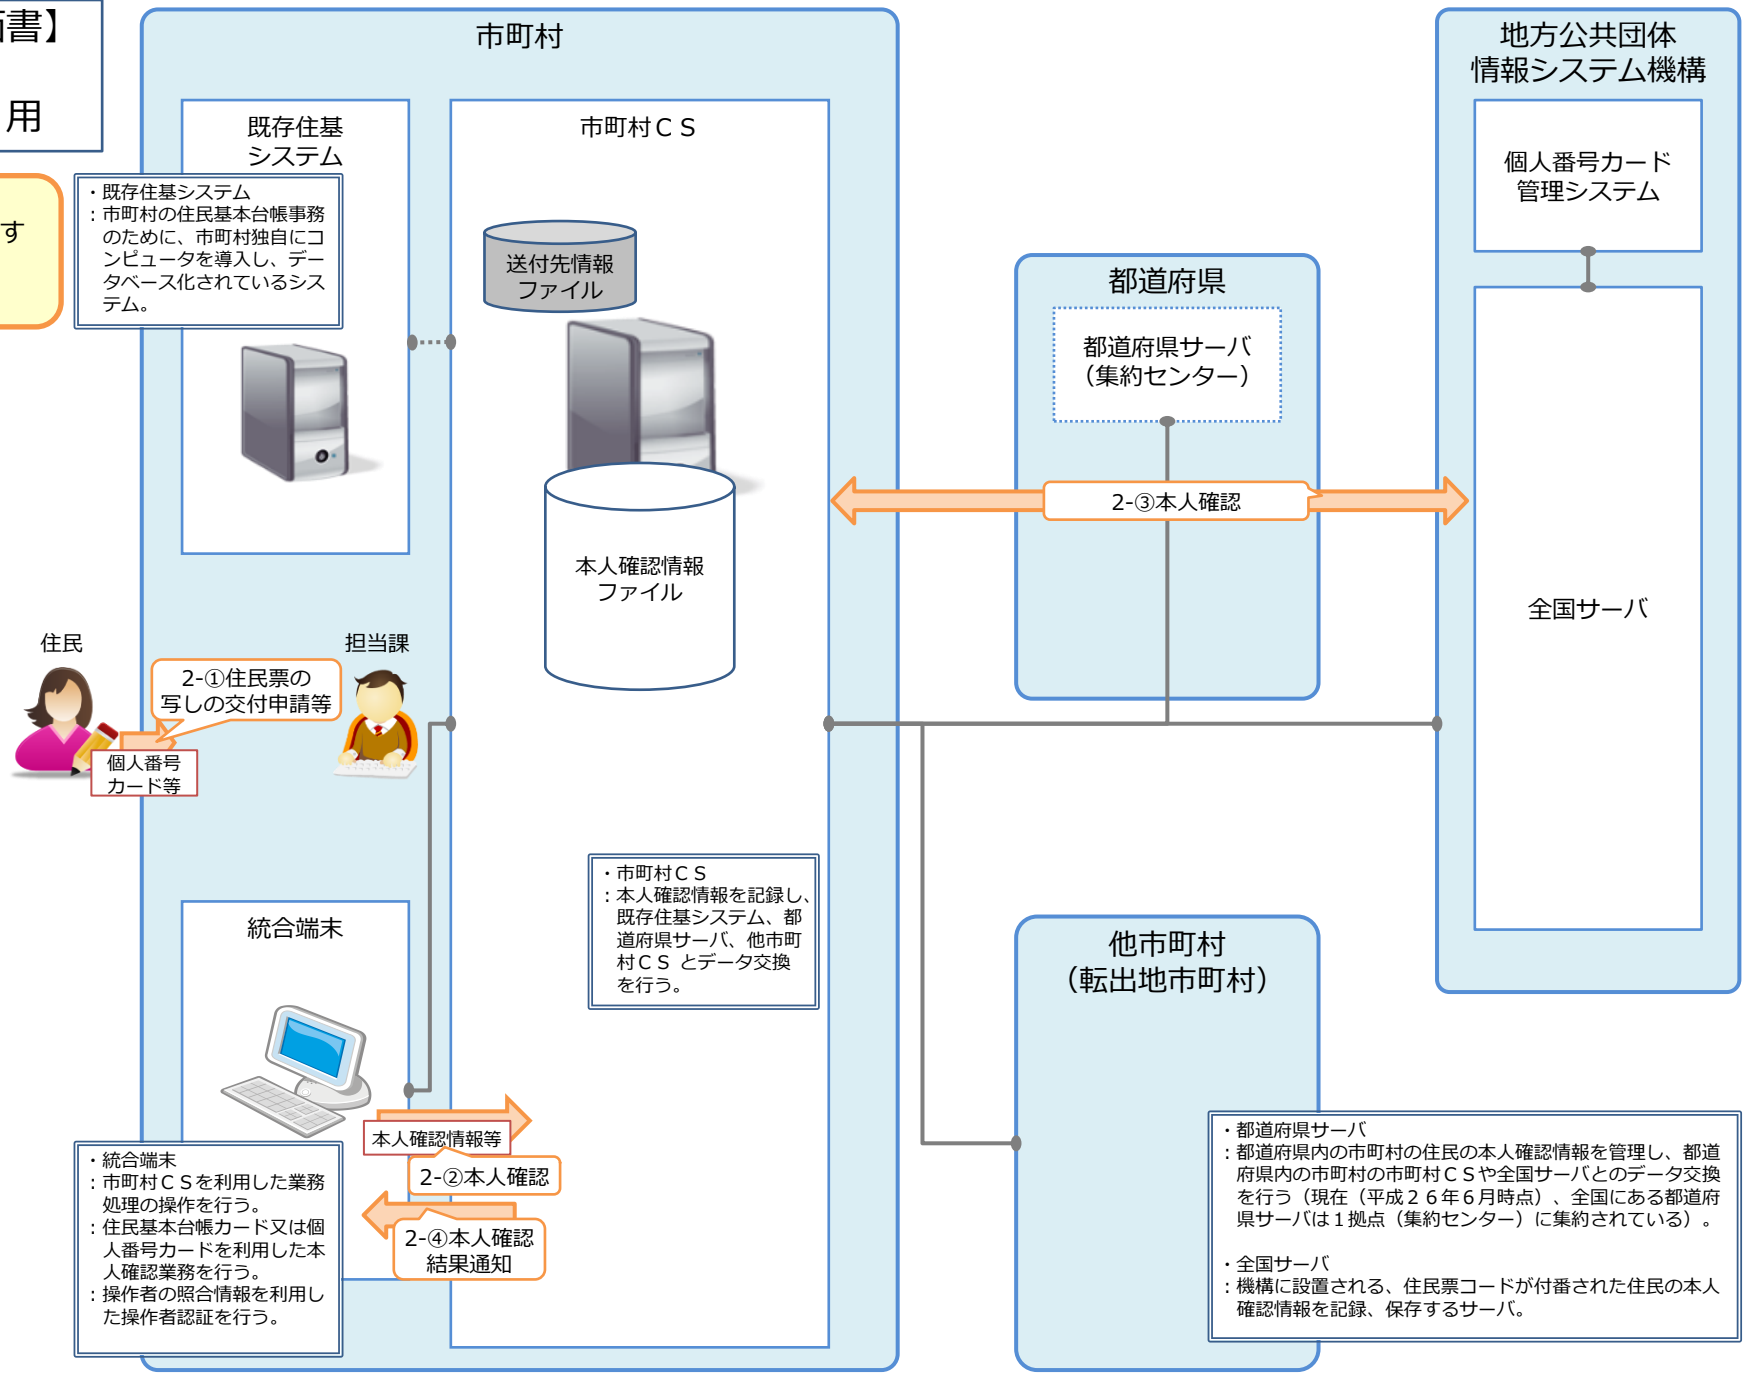 画書】
用
す
市町村
既存住基
システム
・既存住基システム
：市町村の住民基本台帳事務
のために、市町村独自にコ
ンピュータを導入し、デー
タベース化されているシス
テム。
市町村ＣＳ
送付先情報
ファイル
本人確認情報
ファイル
住民
2-①住民票の
写しの交付申請等
個人番号
カード等
担当課
・市町村ＣＳ
：本人確認情報を記録し、
既存住基システム、都
道府県サーバ、他市町
村ＣＳ とデータ交換
を行う。
統合端末
本人確認情報等
2-②本人確認
2-④本人確認
結果通知
・統合端末
：市町村ＣＳを利用した業務
処理の操作を行う。
：住民基本台帳カード又は個
人番号カードを利用した本
人確認業務を行う。
：操作者の照合情報を利用し
た操作者認証を行う。
都道府県
都道府県サーバ
（集約センター）
2-③本人確認
地方公共団体
情報システム機構
個人番号カード
管理システム
全国サーバ
他市町村
（転出地市町村）
・都道府県サーバ
：都道府県内の市町村の住民の本人確認情報を管理し、都道
府県内の市町村の市町村ＣＳや全国サーバとのデータ交換
を行う（現在（平成２６年６月時点）、全国にある都道府
県サーバは１拠点（集約センター）に集約されている）。
・全国サーバ
：機構に設置される、住民票コードが付番された住民の本人
確認情報を記録、保存するサーバ。